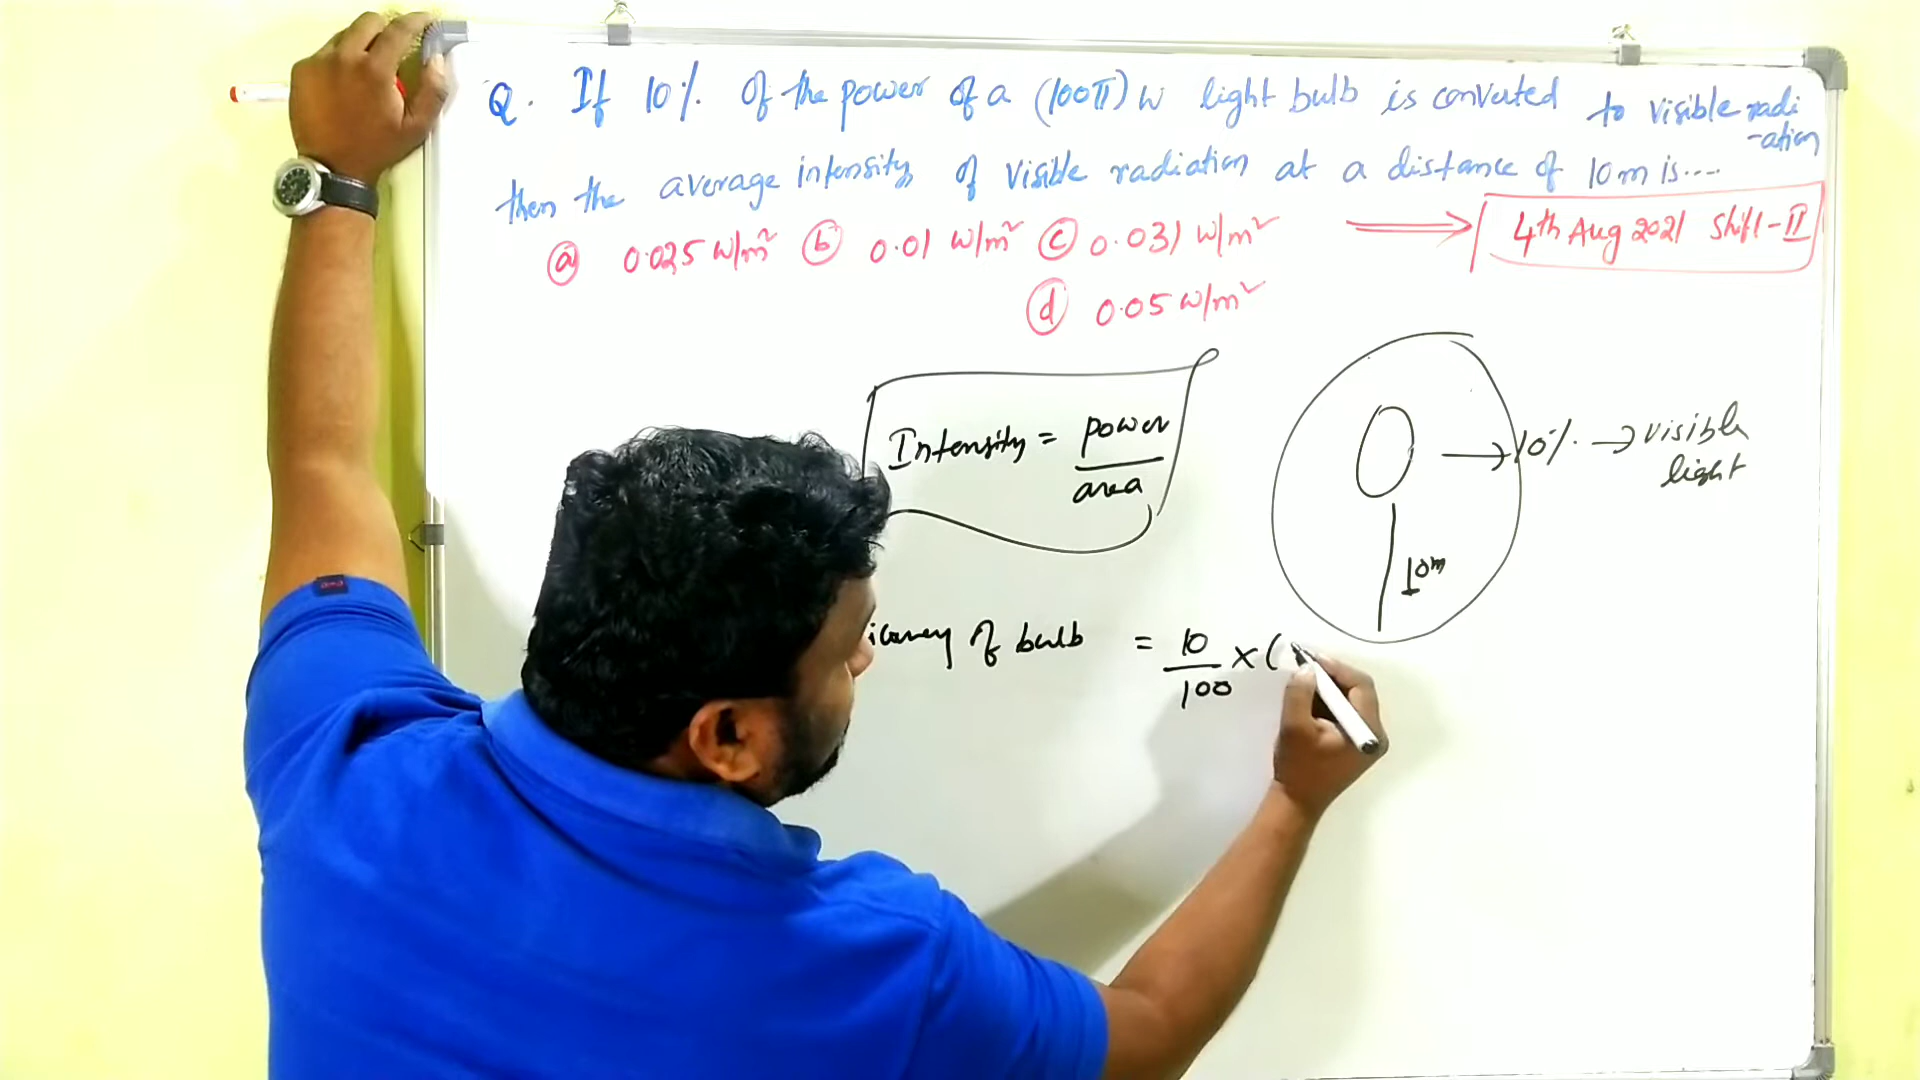 Q. If 10% of the power of a (100π) W light bulb is converted to visible radi
-ation
then the average intensity of visible radiation at a distance of 10m is....
ⓐ 0.025 W/m² ⓑ 0.01 W/m² ⓒ 0.031 W/m² ⟹ 4th Aug 2021 Shift-II
ⓓ 0.05 W/m²
Intensity = power
area
→ 10% → visible
light
10m
of bulb = 10 × (
100